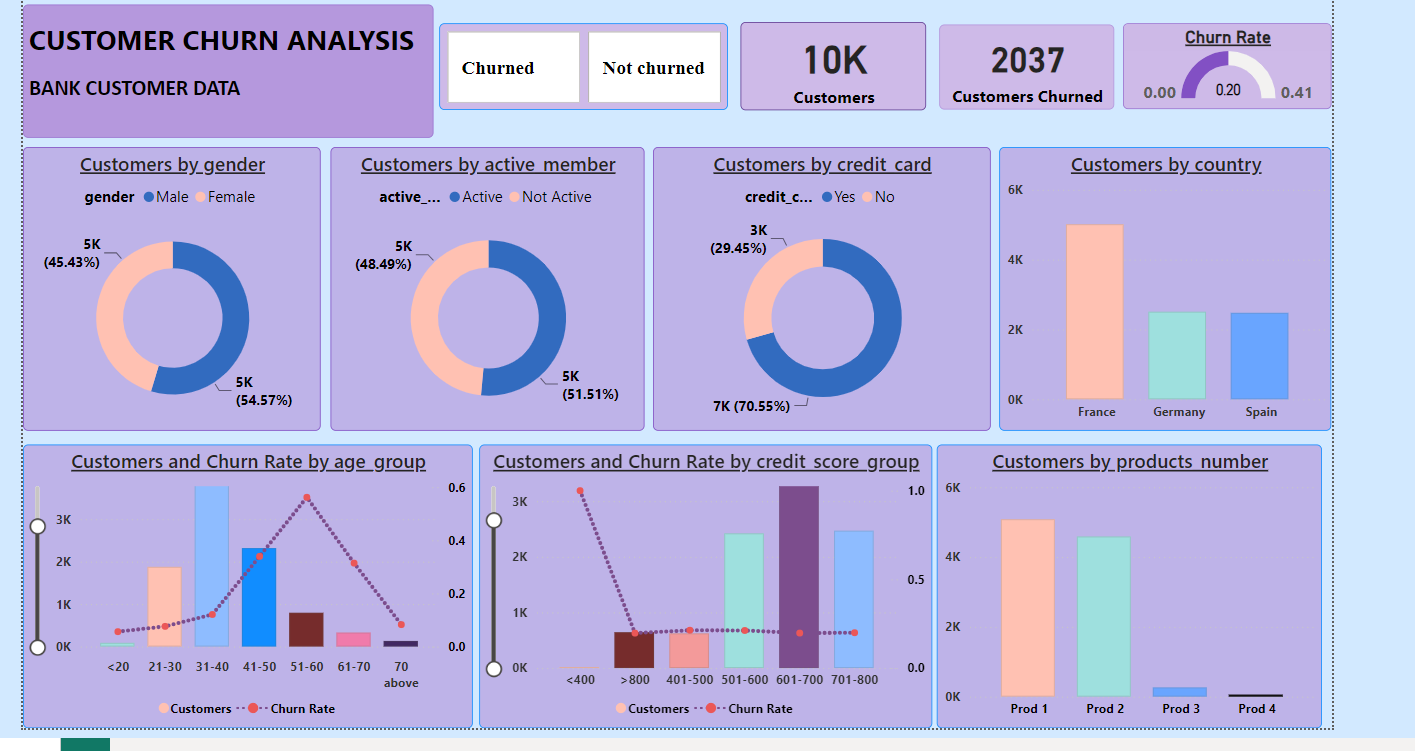 CUSTOMER CHURN ANALYSIS
BANK CUSTOMER DATA
Churned
Not churned
10K
Customers
2037
Customers Churned
Churn Rate
0.00
0.20
0.41
Customers by gender
gender Male Female
5K
(45.43%)
5K
(54.57%)
Customers by active_member
active_... Active Not Active
5K
(48.49%)
5K
(51.51%)
Customers by credit_card
credit_c... Yes No
3K
(29.45%)
7K (70.55%)
Customers by country
6K
4K
2K
0K
France Germany Spain
Customers and Churn Rate by age_group
3K
2K
1K
0K
0.6
0.4
0.2
0.0
<20 21-30 31-40 41-50 51-60 61-70 70
above
Customers Churn Rate
Customers and Churn Rate by credit_score_group
3K
2K
1K
0K
1.0
0.5
0.0
<400 >800 401-500 501-600 601-700 701-800
Customers Churn Rate
Customers by products_number
6K
4K
2K
0K
Prod 1 Prod 2 Prod 3 Prod 4